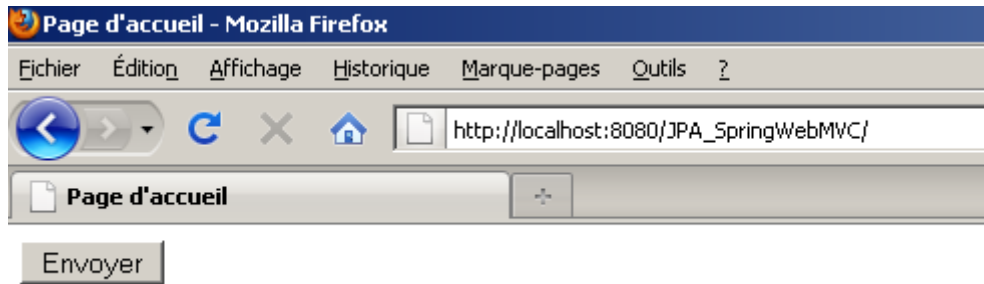 Page d'accueil - Mozilla Firefox
Fichier Édition Affichage Historique Marque-pages Outils ?
http://localhost:8080/JPA_SpringWebMVC/
Page d'accueil
Envoyer